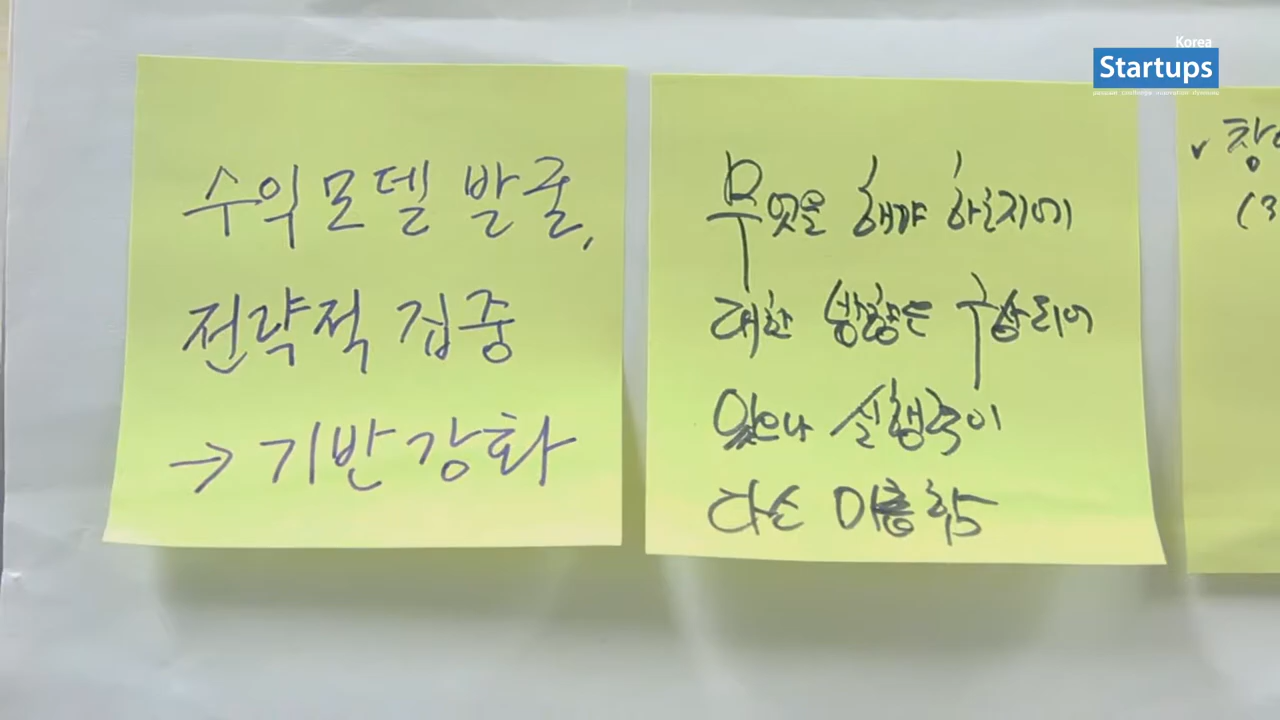 Korea
Startups
수익모델 발굴,
전략적 집중
→ 기반 강화
무엇을 해야 하는지에
대한 방향은 수립되어
있으나 실행력이
다소 미흡함
✓ 창
(3